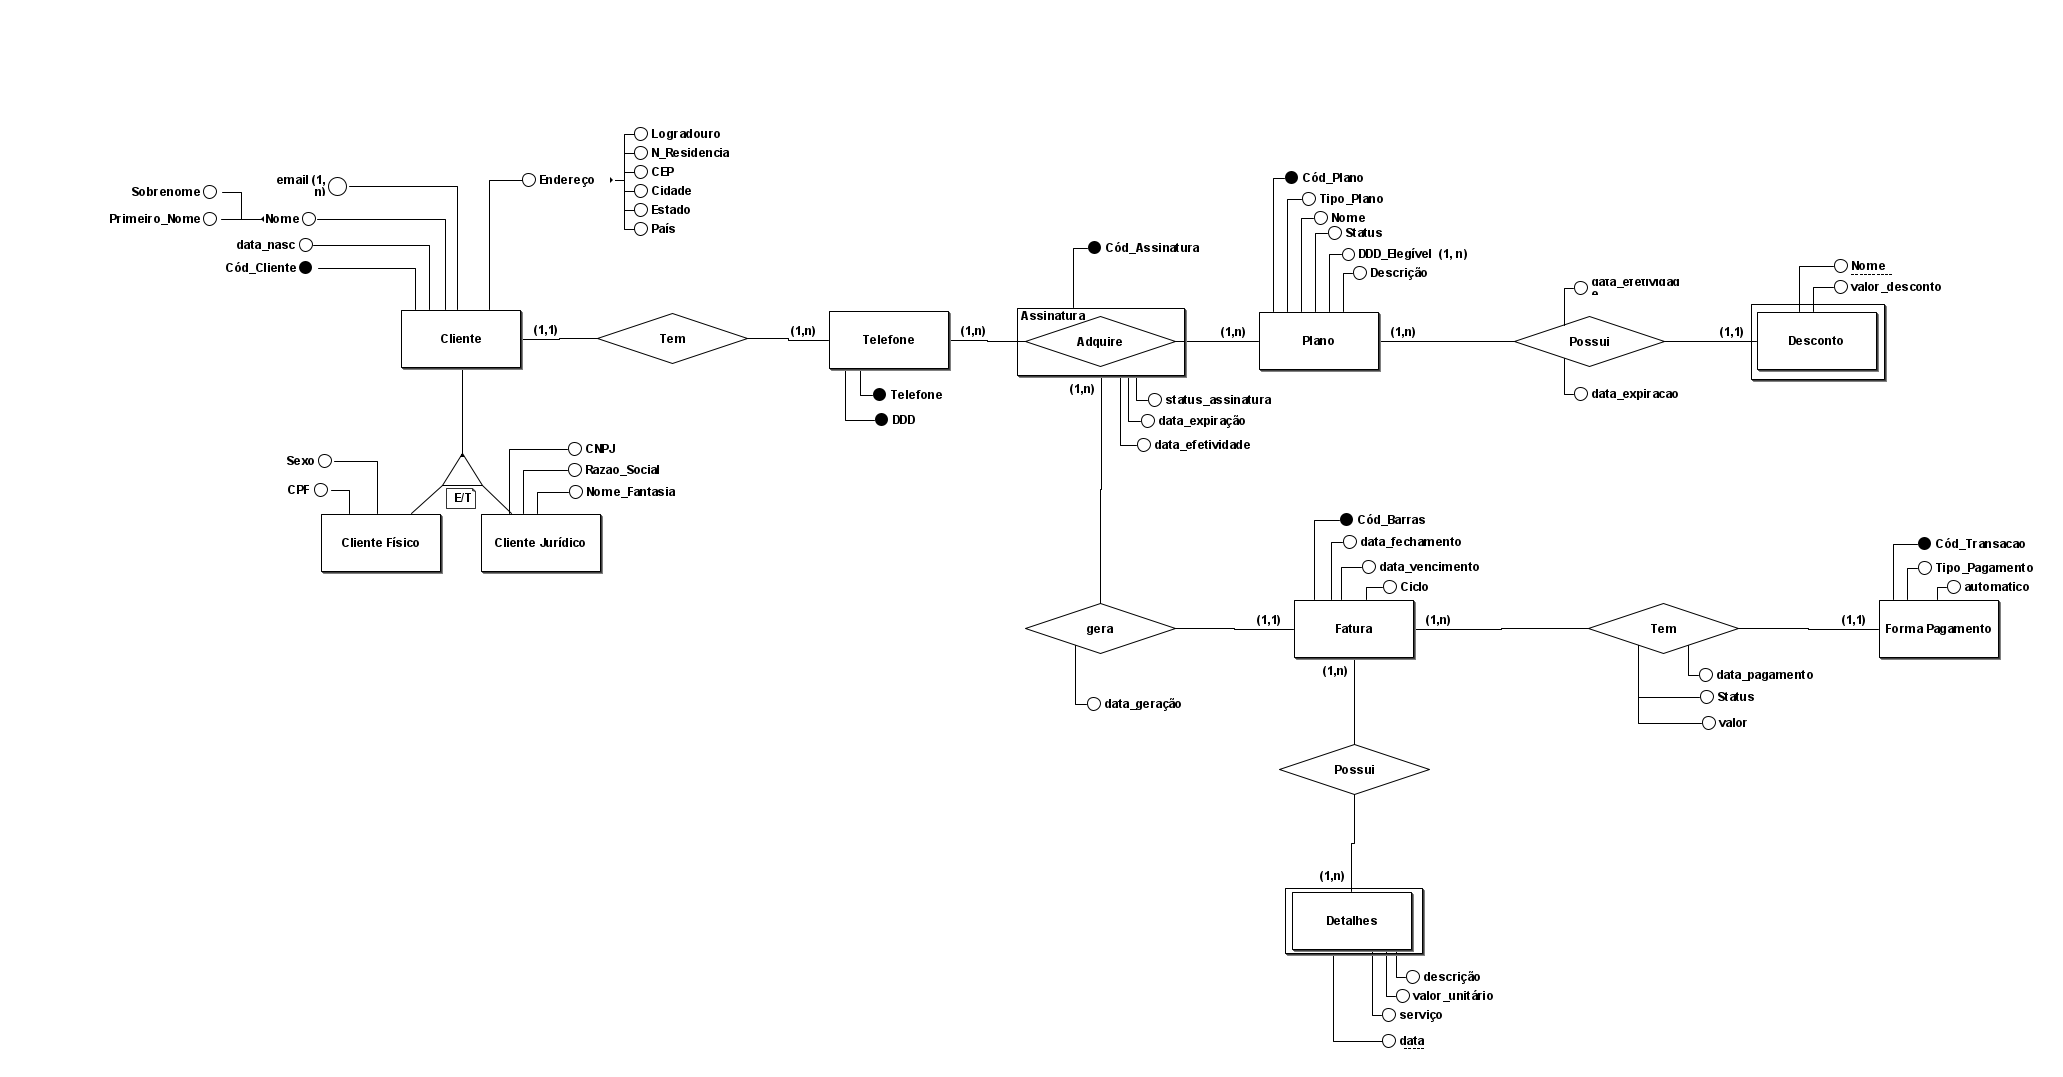 Logradouro
N_Residencia
CEP
Cidade
Estado
País
Endereço
email (1,
n)
Sobrenome
Primeiro_Nome
Nome
data_nasc
Cód_Cliente
Cliente
(1,1)
Tem
(1,n)
Telefone
(1,n)
Telefone
DDD
Cód_Assinatura
Assinatura
Adquire
(1,n)
(1,n)
status_assinatura
data_expiração
data_efetividade
Cód_Plano
Tipo_Plano
Nome
Status
DDD_Elegível (1, n)
Descrição
Plano
(1,n)
data_efetividad
e
Possui
data_expiracao
(1,1)
Nome
valor_desconto
Desconto
Sexo
CPF
E/T
CNPJ
Razao_Social
Nome_Fantasia
Cliente Físico
Cliente Jurídico
gera
data_geração
(1,1)
Cód_Barras
data_fechamento
data_vencimento
Ciclo
Fatura
(1,n)
(1,n)
Tem
data_pagamento
Status
valor
(1,1)
Cód_Transacao
Tipo_Pagamento
automatico
Forma Pagamento
Possui
(1,n)
Detalhes
descrição
valor_unitário
serviço
data